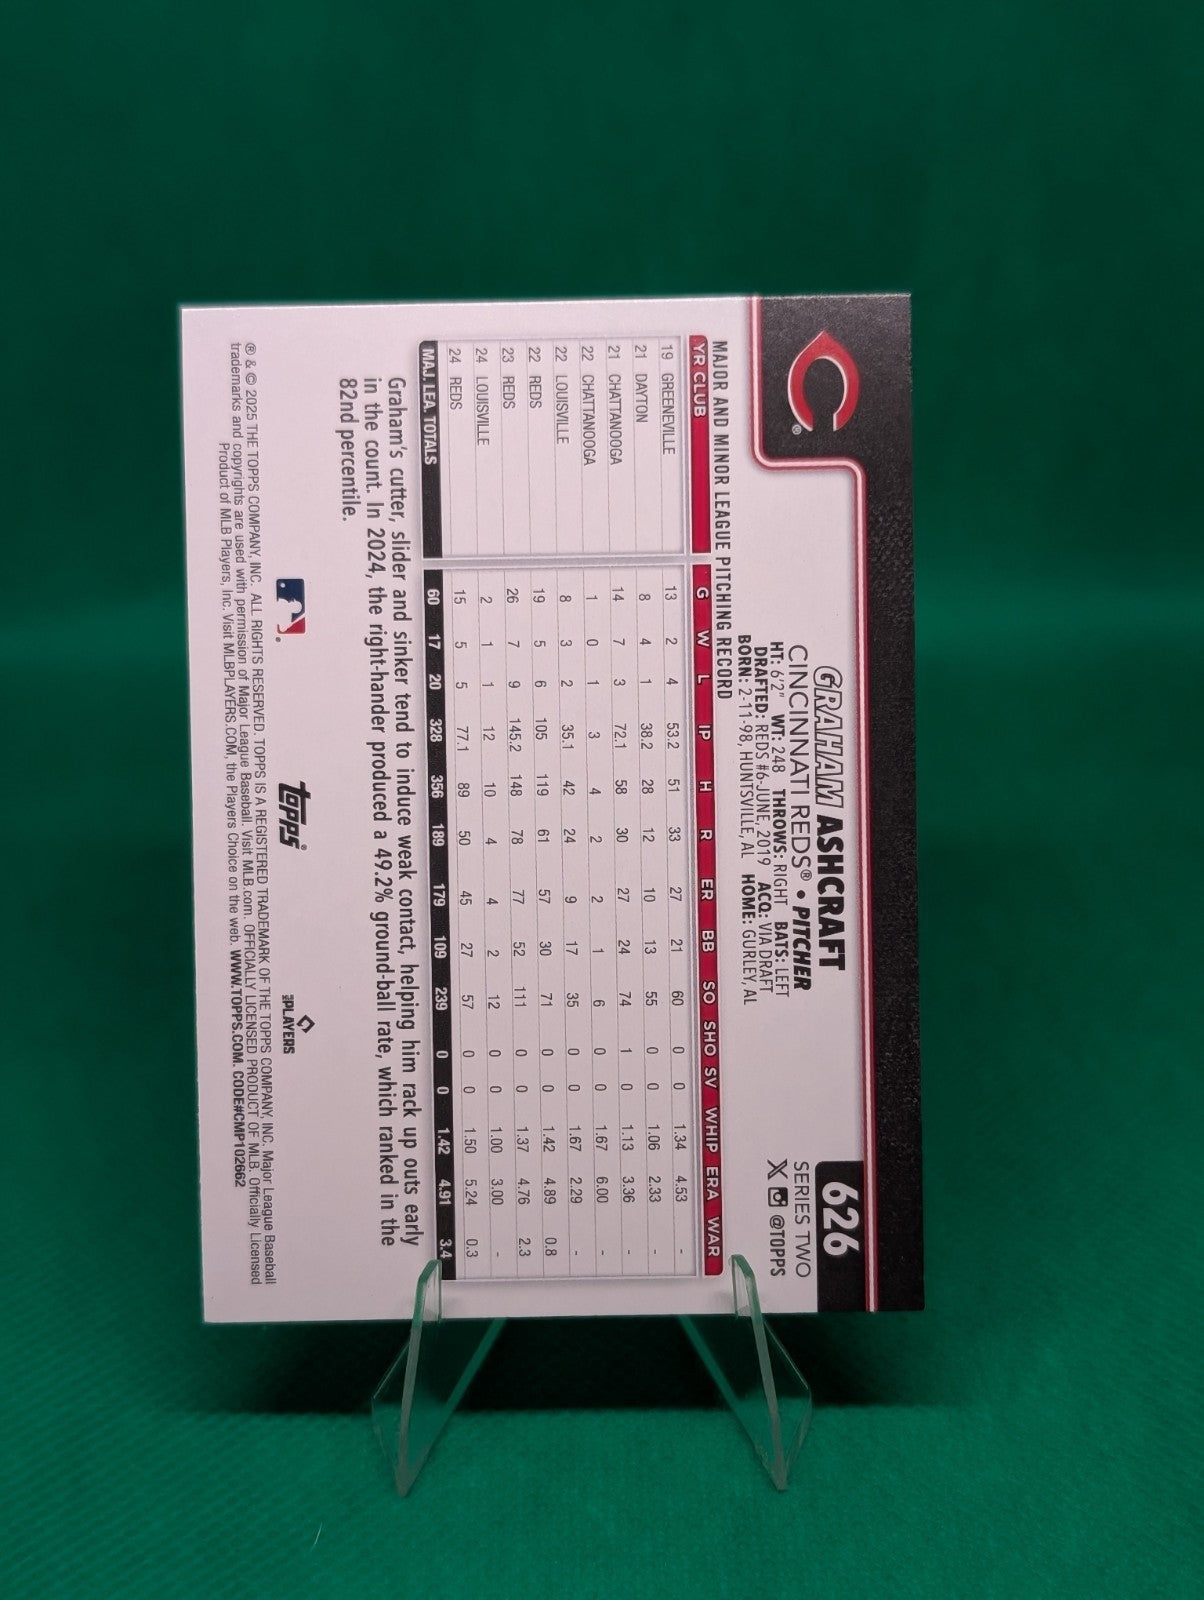 626
SERIES TWO
@TOPPS
GRAHAM ASHCRAFT
CINCINNATI REDS® • PITCHER
HT: 6'2" WT: 248 THROWS: RIGHT BATS: LEFT
DRAFTED: REDS #6-JUNE, 2019 ACQ: VIA DRAFT
BORN: 2-11-98, HUNTSVILLE, AL HOME: GURLEY, AL
MAJOR AND MINOR LEAGUE PITCHING RECORD
YR CLUB G W L IP H R ER BB SO SHO SV WHIP ERA WAR
19 GREENEVILLE 13 2 4 53.2 51 33 27 21 60 0 0 1.34 4.53 -
21 DAYTON 8 4 1 38.2 28 12 10 13 55 0 0 1.06 2.33 -
21 CHATTANOOGA 14 7 3 72.1 58 30 27 24 74 1 0 1.13 3.36 -
22 CHATTANOOGA 1 0 1 3 4 2 2 1 6 0 0 1.67 6.00 -
22 LOUISVILLE 8 3 2 35.1 42 24 9 17 35 0 0 1.67 2.29 -
22 REDS 19 5 6 105 119 61 57 30 71 0 0 1.42 4.89 0.8
23 REDS 26 7 9 145.2 148 78 77 52 111 0 0 1.37 4.76 2.3
24 LOUISVILLE 2 1 1 12 10 4 4 2 12 0 0 1.00 3.00 -
24 REDS 15 5 5 77.1 89 50 45 27 57 0 0 1.50 5.24 0.3
MAJ. LEA. TOTALS 60 17 20 328 356 189 179 109 239 0 0 1.42 4.91 3.4
Graham's cutter, slider and sinker tend to induce weak contact, helping him rack up outs early
in the count. In 2024, the right-hander produced a 49.2% ground-ball rate, which ranked in the
82nd percentile.
topps®
MLB PLAYERS
® & © 2025 THE TOPPS COMPANY, INC. ALL RIGHTS RESERVED. TOPPS IS A REGISTERED TRADEMARK OF THE TOPPS COMPANY, INC. Major League Baseball
trademarks and copyrights are used with permission of Major League Baseball. Visit MLB.com. OFFICIALLY LICENSED PRODUCT OF MLB. Officially Licensed
Product of MLB Players, Inc. Visit MLBPLAYERS.COM, the Players Choice on the web. WWW.TOPPS.COM. CODE#CMP102662